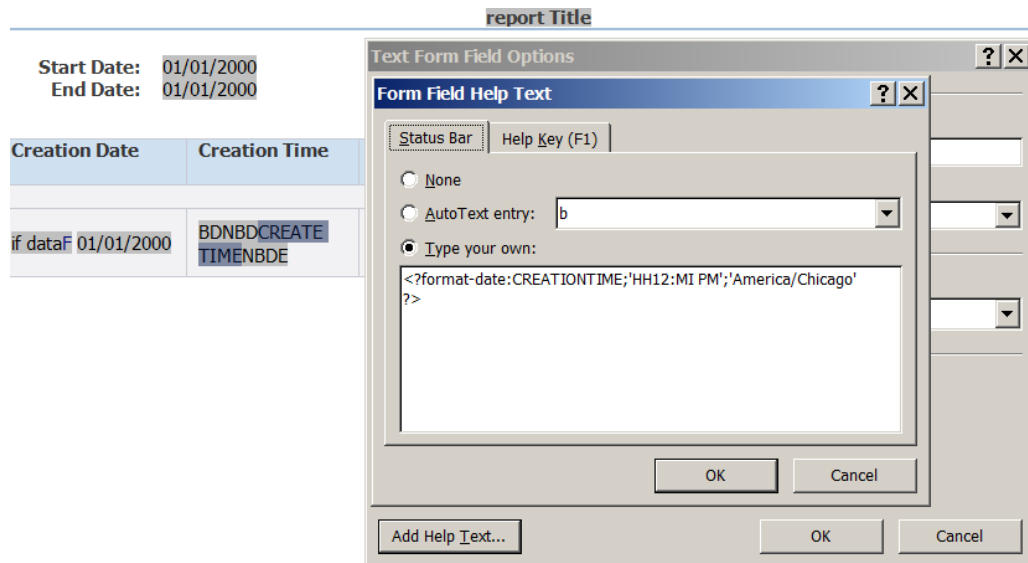 report Title
Start Date: 01/01/2000
End Date: 01/01/2000
Text Form Field Options
Form Field Help Text
Status Bar
Help Key (F1)
Creation Date
Creation Time
None
AutoText entry:
b
Type your own:
if dataF 01/01/2000
BDNBDCREATE
TIMENBDE
<?format-date:CREATIONTIME;'HH12:MI PM';'America/Chicago'
?>
OK
Cancel
Add Help Text...
OK
Cancel